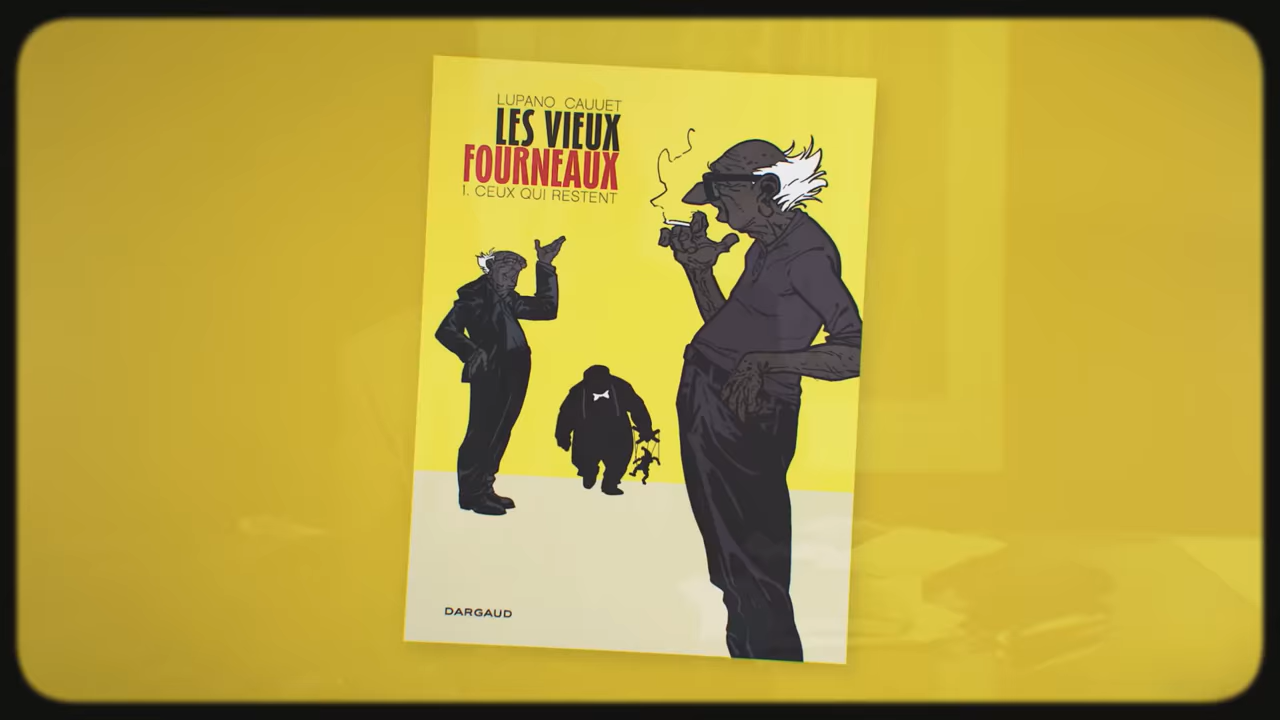 LUPANO CAUUET
LES VIEUX
FOURNEAUX
1. CEUX QUI RESTENT
DARGAUD